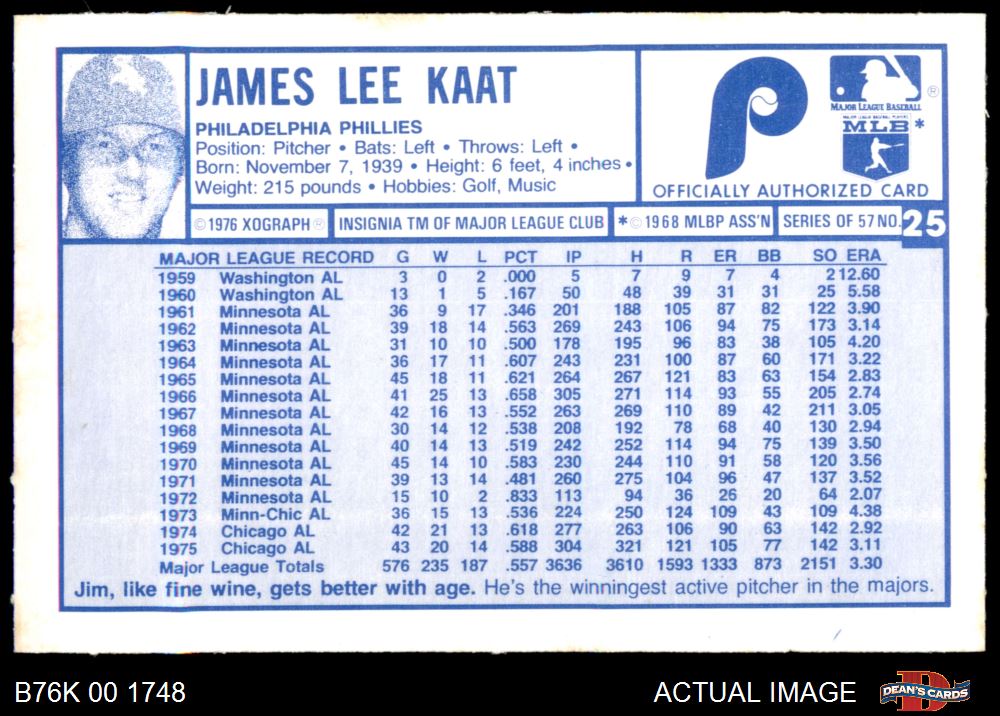 JAMES LEE KAAT
PHILADELPHIA PHILLIES
Position: Pitcher • Bats: Left • Throws: Left •
Born: November 7, 1939 • Height: 6 feet, 4 inches •
Weight: 215 pounds • Hobbies: Golf, Music
P
MAJOR LEAGUE BASEBALL ®
MAJOR LEAGUE BASEBALL PLAYERS
MLB *
OFFICIALLY AUTHORIZED CARD
©1976 XOGRAPH® INSIGNIA TM OF MAJOR LEAGUE CLUB *©1968 MLBP ASS'N SERIES OF 57 NO. 25
MAJOR LEAGUE RECORD G W L PCT IP H R ER BB SO ERA
1959 Washington AL 3 0 2 .000 5 7 9 7 4 2 12.60
1960 Washington AL 13 1 5 .167 50 48 39 31 31 25 5.58
1961 Minnesota AL 36 9 17 .346 201 188 105 87 82 122 3.90
1962 Minnesota AL 39 18 14 .563 269 243 106 94 75 173 3.14
1963 Minnesota AL 31 10 10 .500 178 195 96 83 38 105 4.20
1964 Minnesota AL 36 17 11 .607 243 231 100 87 60 171 3.22
1965 Minnesota AL 45 18 11 .621 264 267 121 83 63 154 2.83
1966 Minnesota AL 41 25 13 .658 305 271 114 93 55 205 2.74
1967 Minnesota AL 42 16 13 .552 263 269 110 89 42 211 3.05
1968 Minnesota AL 30 14 12 .538 208 192 78 68 40 130 2.94
1969 Minnesota AL 40 14 13 .519 242 252 114 94 75 139 3.50
1970 Minnesota AL 45 14 10 .583 230 244 110 91 58 120 3.56
1971 Minnesota AL 39 13 14 .481 260 275 104 96 47 137 3.52
1972 Minnesota AL 15 10 2 .833 113 94 36 26 20 64 2.07
1973 Minn-Chic AL 36 15 13 .536 224 250 124 109 43 109 4.38
1974 Chicago AL 42 21 13 .618 277 263 106 90 63 142 2.92
1975 Chicago AL 43 20 14 .588 304 321 121 105 77 142 3.11
Major League Totals 576 235 187 .557 3636 3610 1593 1333 873 2151 3.30
Jim, like fine wine, gets better with age. He's the winningest active pitcher in the majors.
B76K 00 1748 ACTUAL IMAGE DEAN'S CARDS